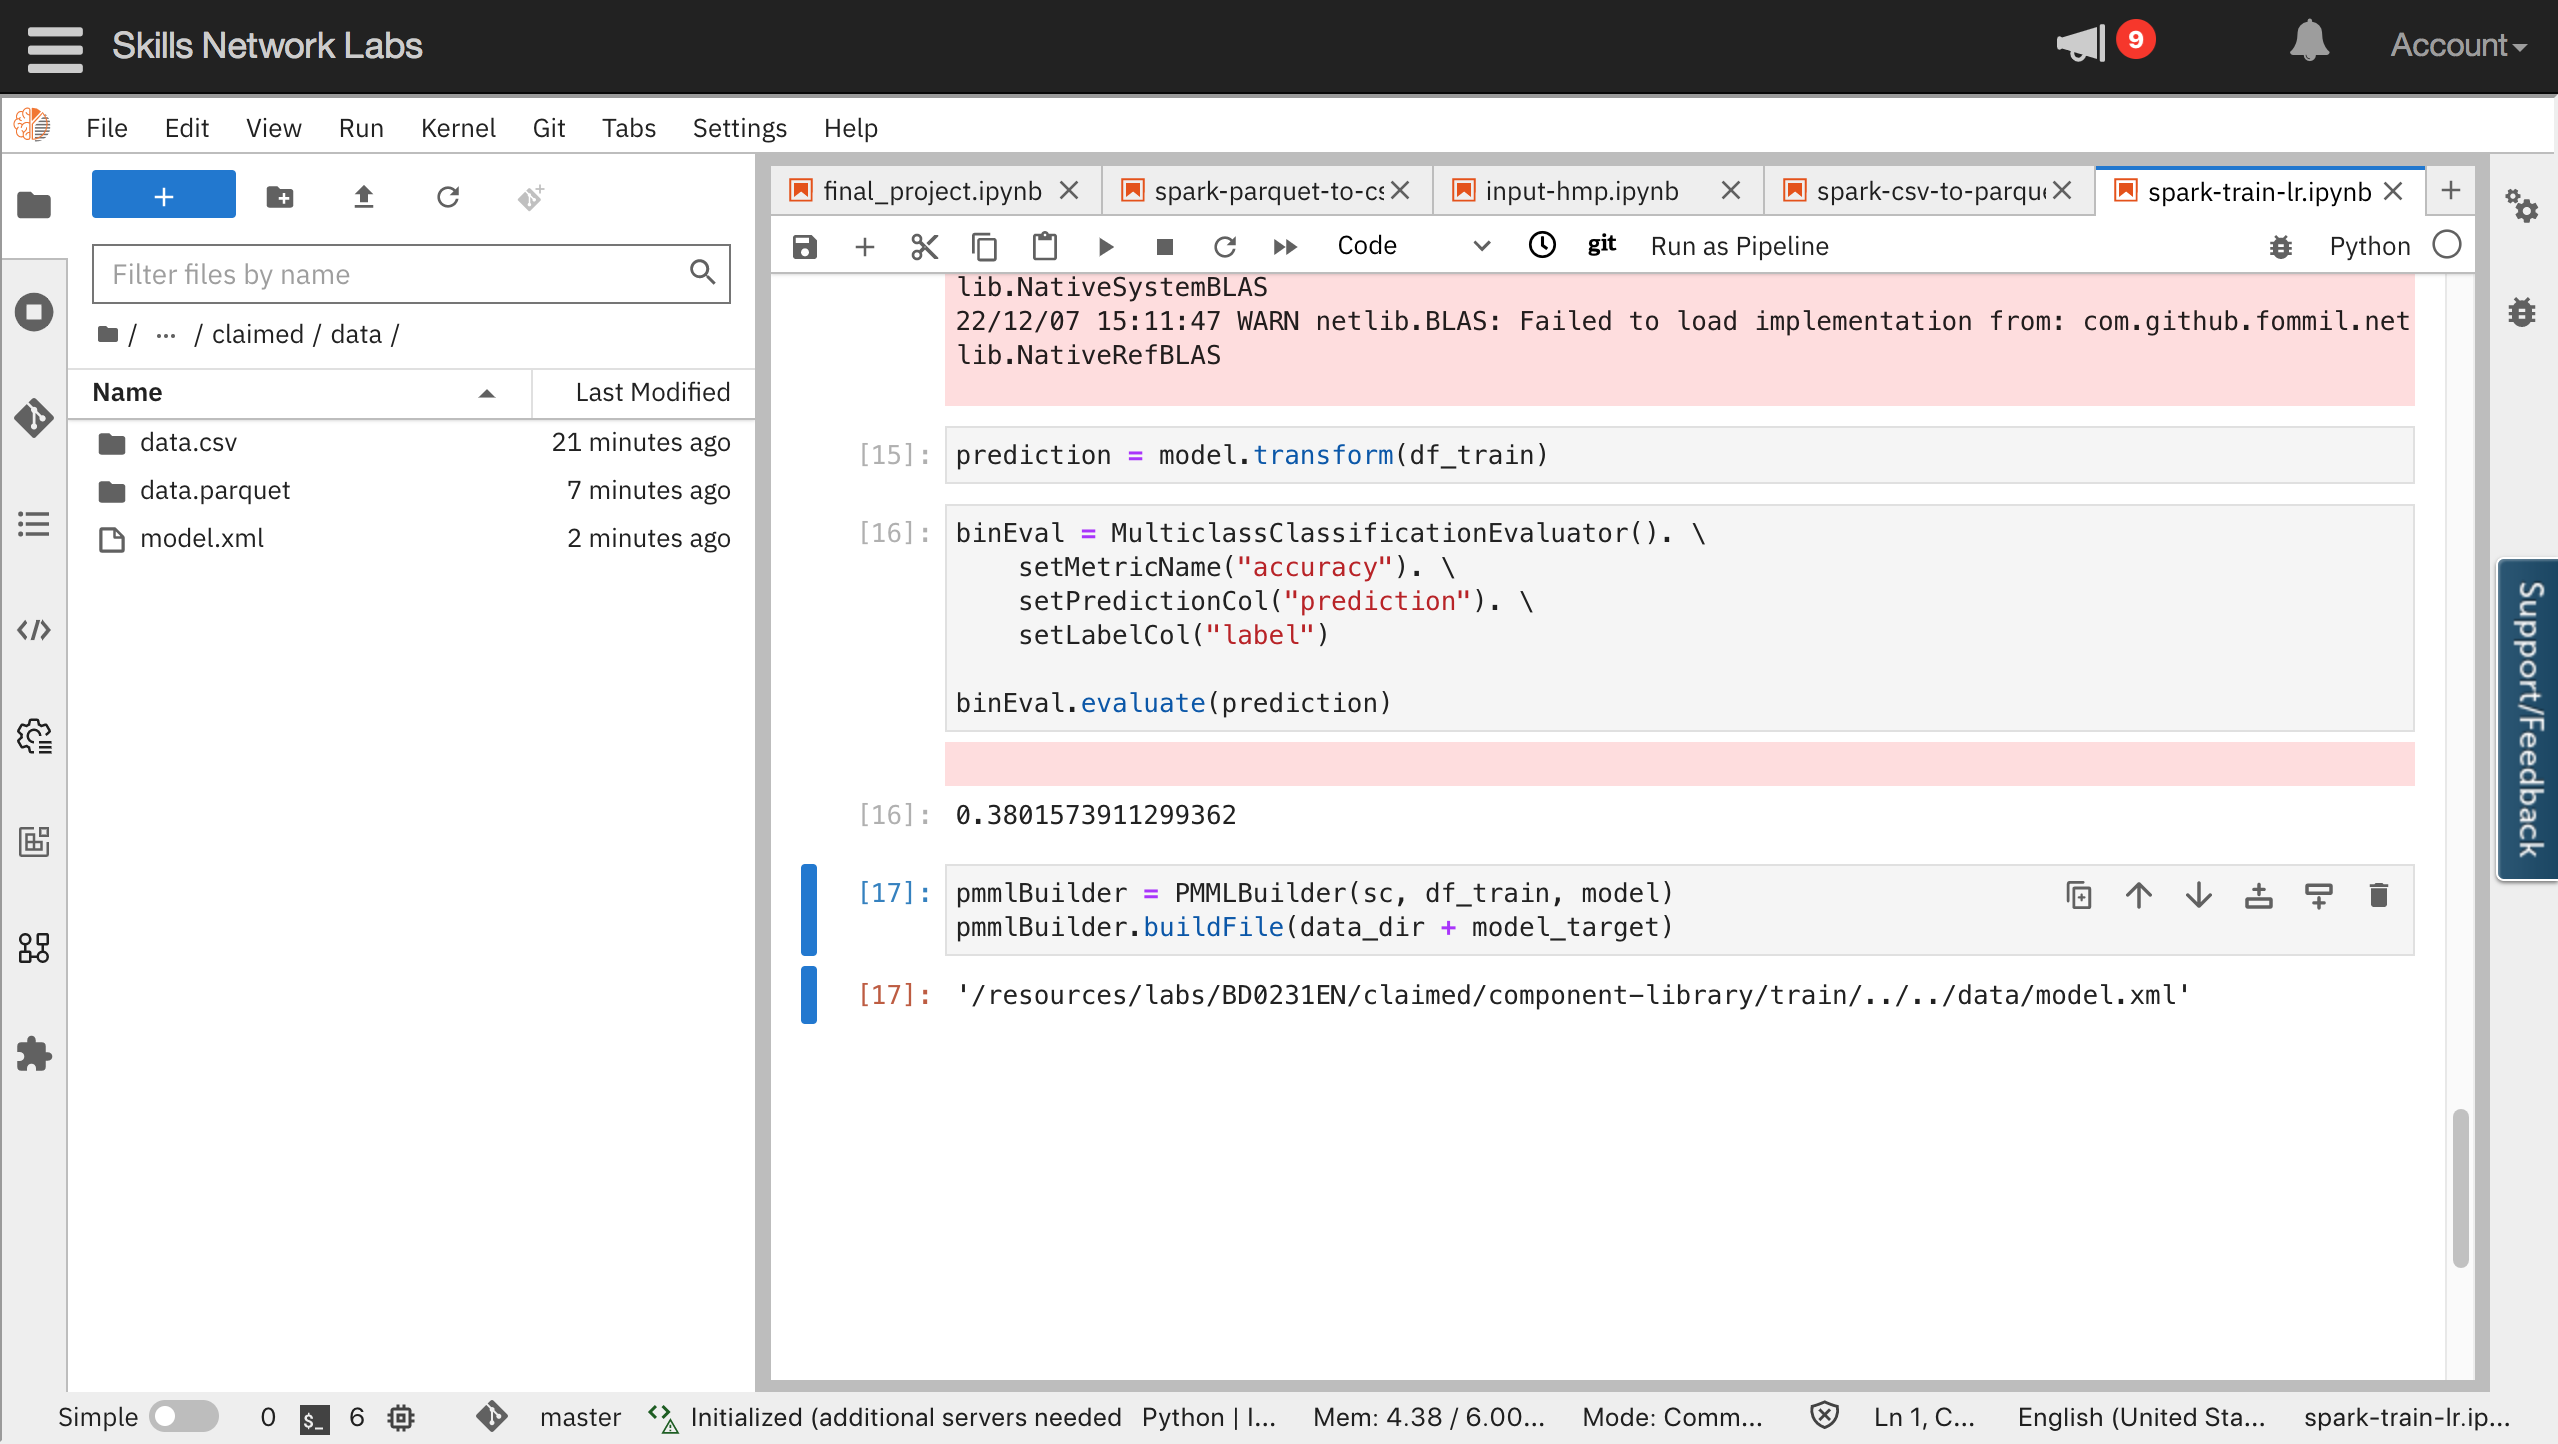 Skills Network Labs
9
Account
File Edit View Run Kernel Git Tabs Settings Help
+
Filter files by name
/ ··· / claimed / data /
Name Last Modified
data.csv 21 minutes ago
data.parquet 7 minutes ago
model.xml 2 minutes ago
final_project.ipynb
spark-parquet-to-cs
input-hmp.ipynb
spark-csv-to-parqu
spark-train-lr.ipynb
Code git Run as Pipeline Python
lib.NativeSystemBLAS
22/12/07 15:11:47 WARN netlib.BLAS: Failed to load implementation from: com.github.fommil.net
lib.NativeRefBLAS
[15]: prediction = model.transform(df_train)
[16]: binEval = MulticlassClassificationEvaluator(). \
setMetricName("accuracy"). \
setPredictionCol("prediction"). \
setLabelCol("label")
binEval.evaluate(prediction)
[16]: 0.3801573911299362
[17]: pmmlBuilder = PMMLBuilder(sc, df_train, model)
pmmlBuilder.buildFile(data_dir + model_target)
[17]: '/resources/labs/BD0231EN/claimed/component-library/train/../../data/model.xml'
Support/Feedback
Simple 0 $_ 6 master Initialized (additional servers needed Python | I... Mem: 4.38 / 6.00... Mode: Comm... Ln 1, C... English (United Sta... spark-train-lr.ip...